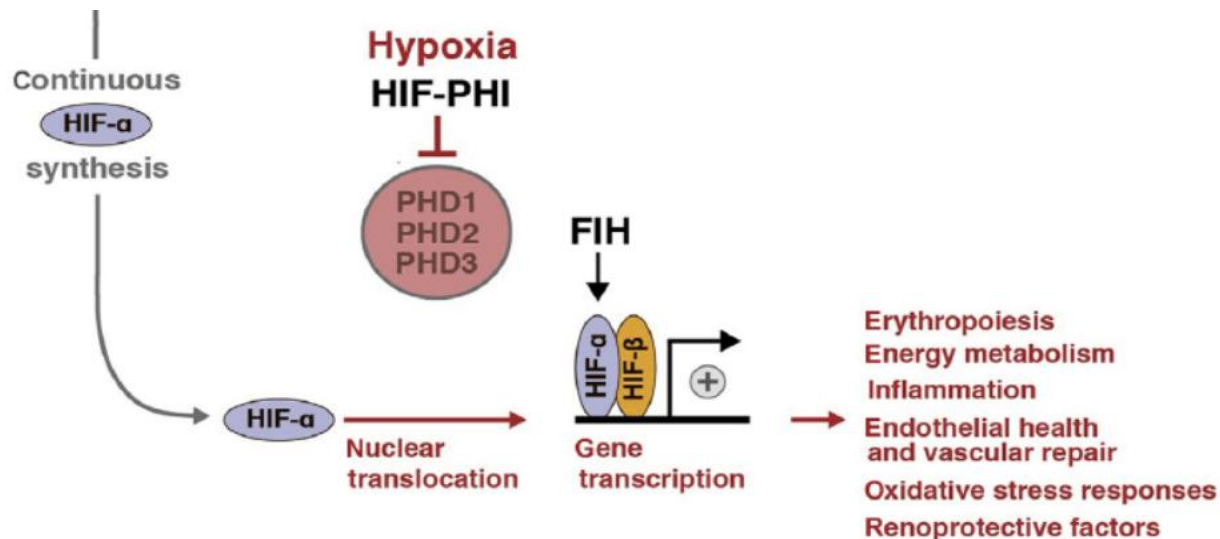 Continuous
HIF-α
synthesis
Hypoxia
HIF-PHI
PHD1
PHD2
PHD3
FIH
HIF-α
Nuclear
translocation
HIF-α
HIF-β
+
Gene
transcription
Erythropoiesis
Energy metabolism
Inflammation
Endothelial health
and vascular repair
Oxidative stress responses
Renoprotective factors